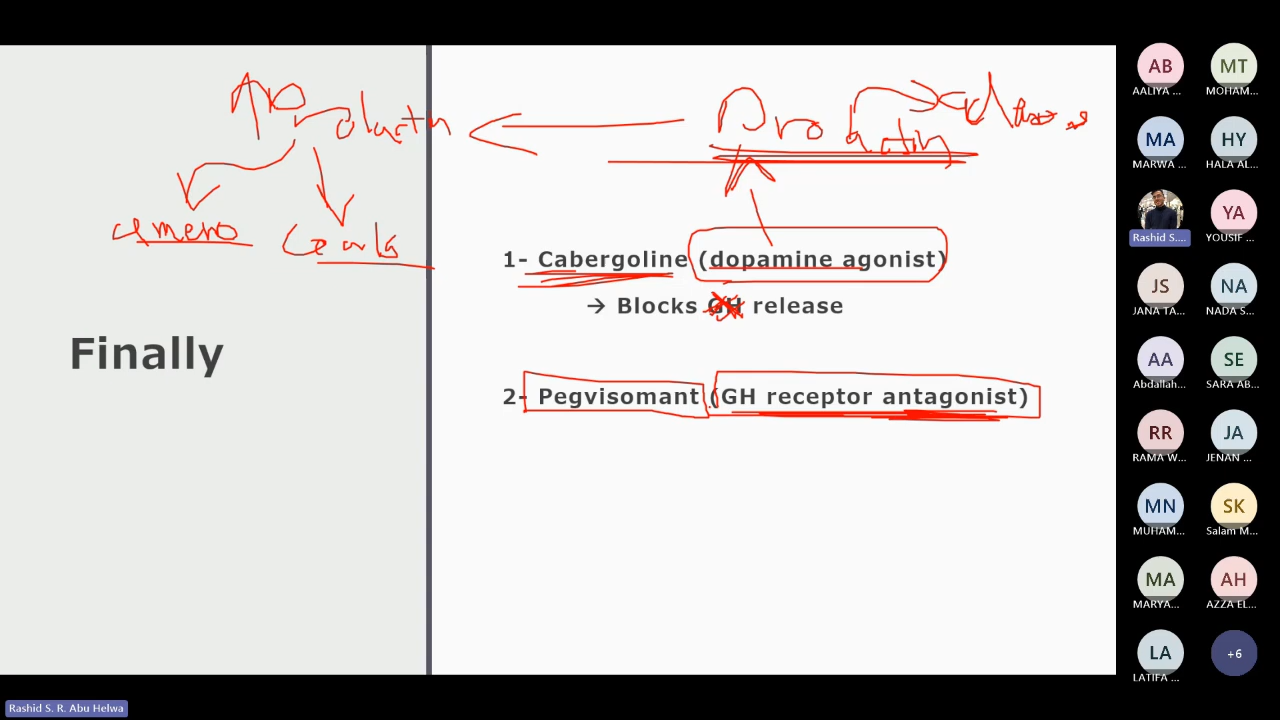 Prolactin
Finally
1- Cabergoline (dopamine agonist)
→ Blocks GH release
2- Pegvisomant (GH receptor antagonist)
AB
AALIYA ...
MT
MOHAM...
MA
MARWA ...
HY
HALA AL...
Rashid S....
YA
YOUSIF ...
JS
JANA TA...
NA
NADA S...
AA
Abdallah...
SE
SARA AB...
RR
RAMA W...
JA
JENAN ...
MN
MUHAM...
SK
Salam M...
MA
MARYA...
AH
AZZA EL...
LA
LATIFA ...
+6
Rashid S. R. Abu Helwa